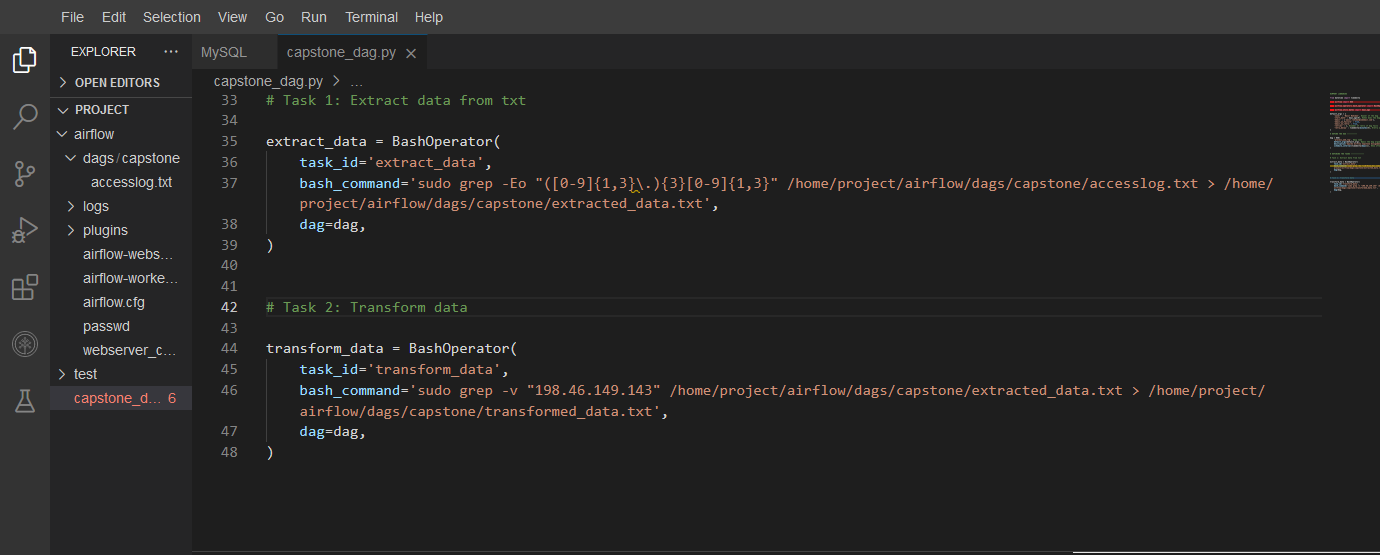 File Edit Selection View Go Run Terminal Help
EXPLORER ...
MySQL
capstone_dag.py
OPEN EDITORS
PROJECT
airflow
dags/capstone
accesslog.txt
logs
plugins
airflow-webs...
airflow-worke...
airflow.cfg
passwd
webserver_c...
test
capstone_d... 6
capstone_dag.py > ...
33 # Task 1: Extract data from txt
34
35 extract_data = BashOperator(
36 task_id='extract_data',
37 bash_command='sudo grep -Eo "([0-9]{1,3}\.){3}[0-9]{1,3}" /home/project/airflow/dags/capstone/accesslog.txt > /home/
project/airflow/dags/capstone/extracted_data.txt',
38 dag=dag,
39 )
40
41
42 # Task 2: Transform data
43
44 transform_data = BashOperator(
45 task_id='transform_data',
46 bash_command='sudo grep -v "198.46.149.143" /home/project/airflow/dags/capstone/extracted_data.txt > /home/project/
airflow/dags/capstone/transformed_data.txt',
47 dag=dag,
48 )